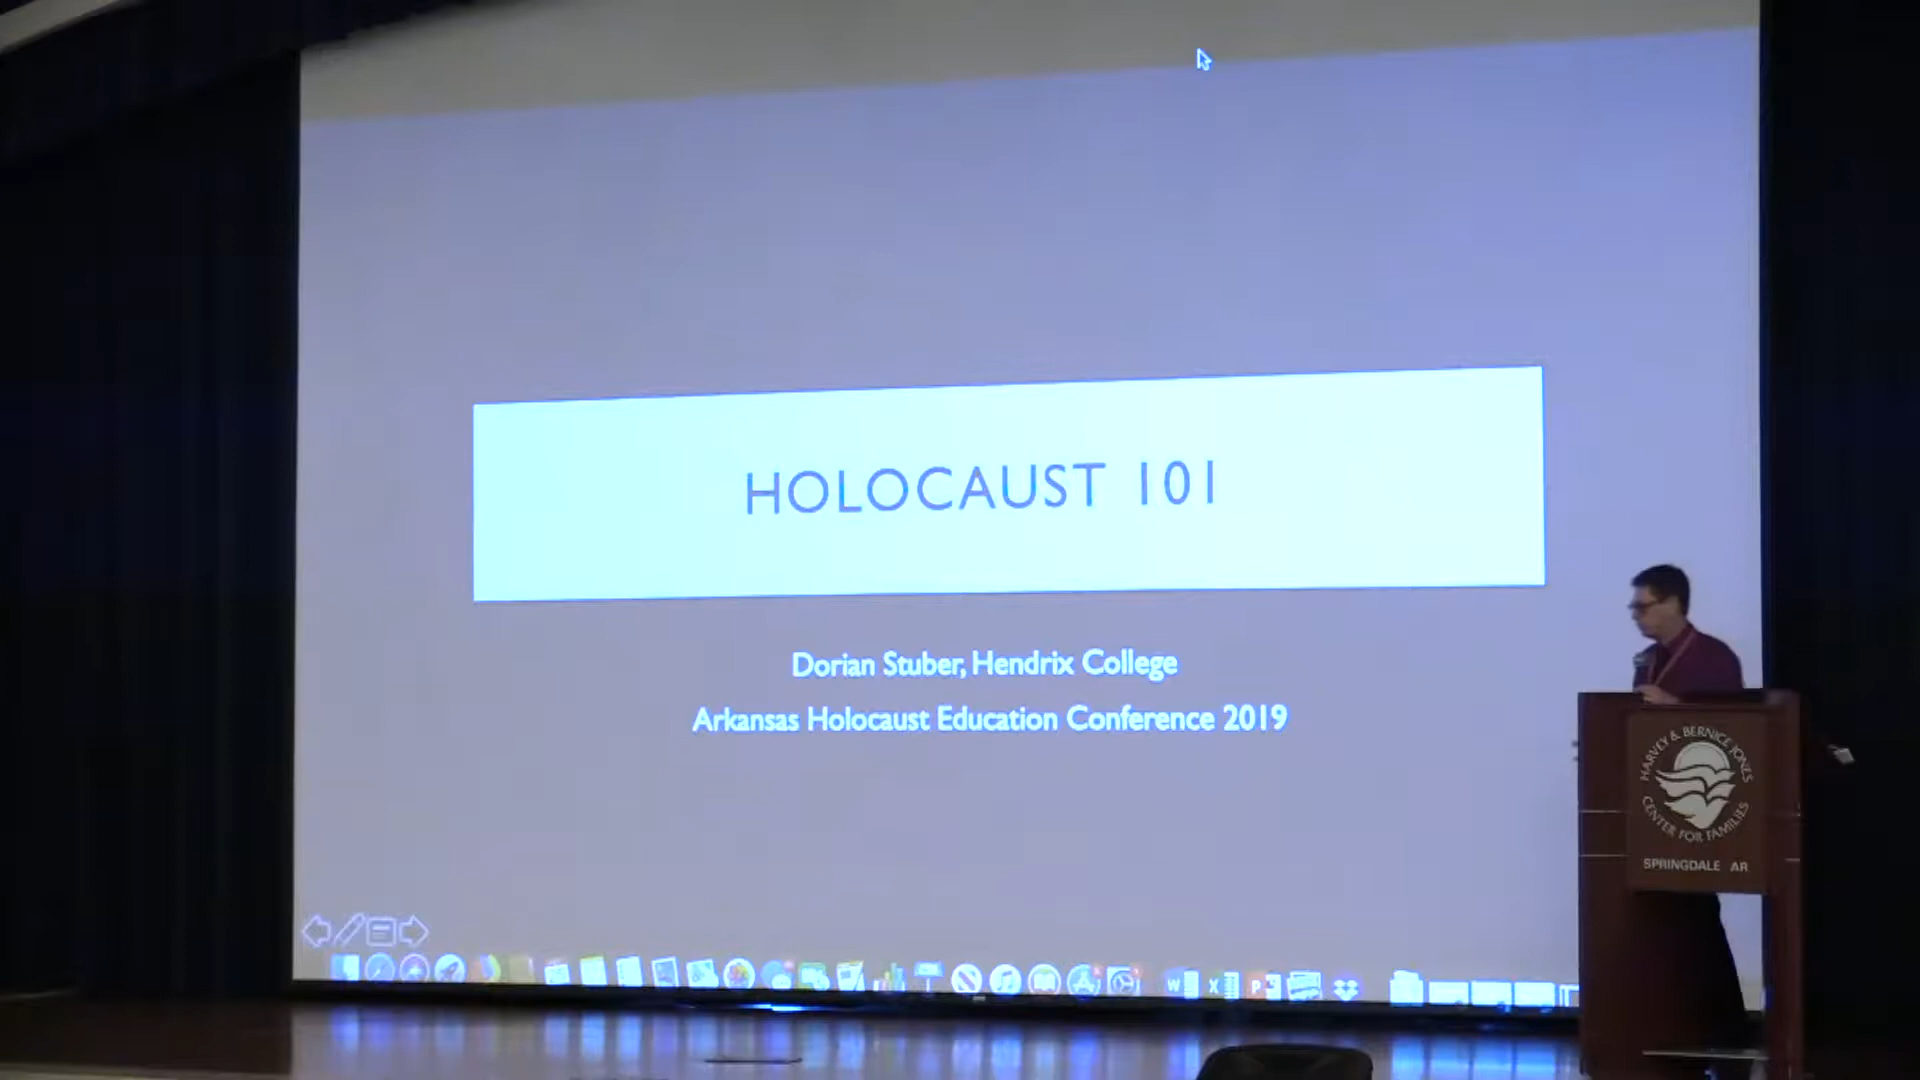 HOLOCAUST 101
Dorian Stuber, Hendrix College
Arkansas Holocaust Education Conference 2019
HARVEY & BERNICE JONES
CENTER FOR FAMILIES
SPRINGDALE AR
W
X
P